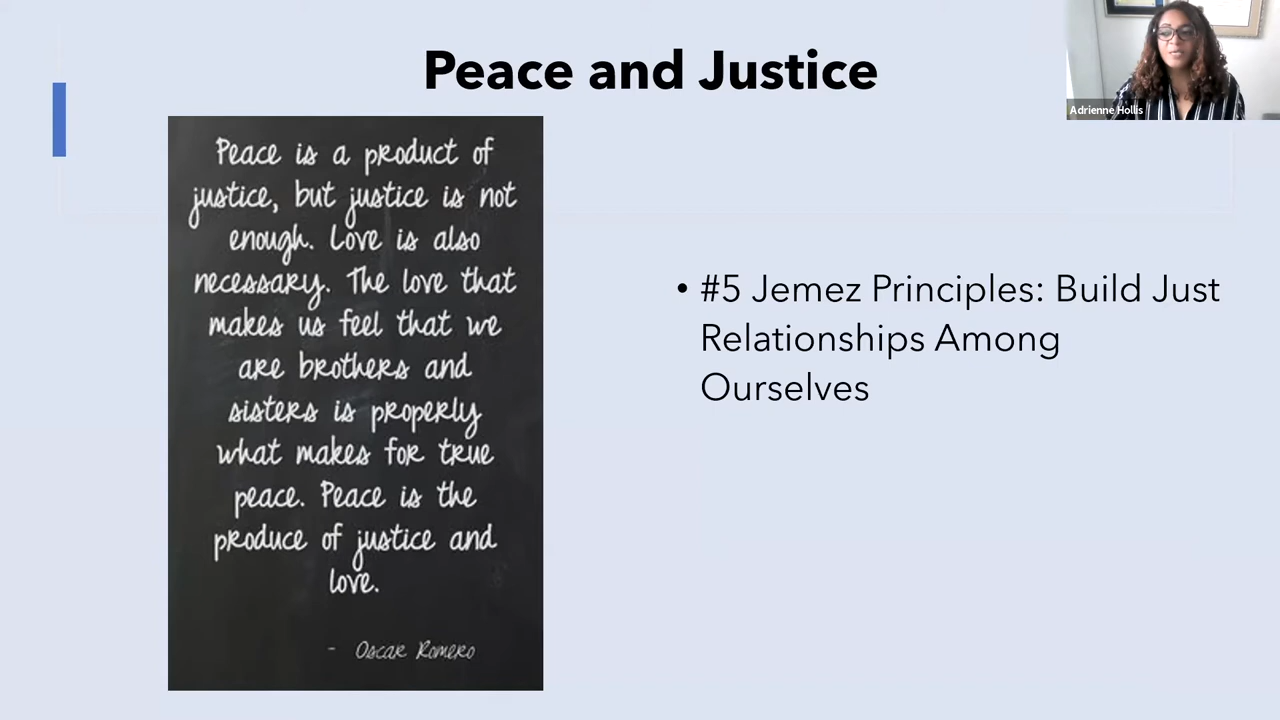 Peace and Justice
Adrienne Hollis
Peace is a product of
justice, but justice is not
enough. Love is also
necessary. The love that
makes us feel that we
are brothers and
sisters is properly
what makes for true
peace. Peace is the
produce of justice and
love.
- Oscar Romero
• #5 Jemez Principles: Build Just
Relationships Among
Ourselves